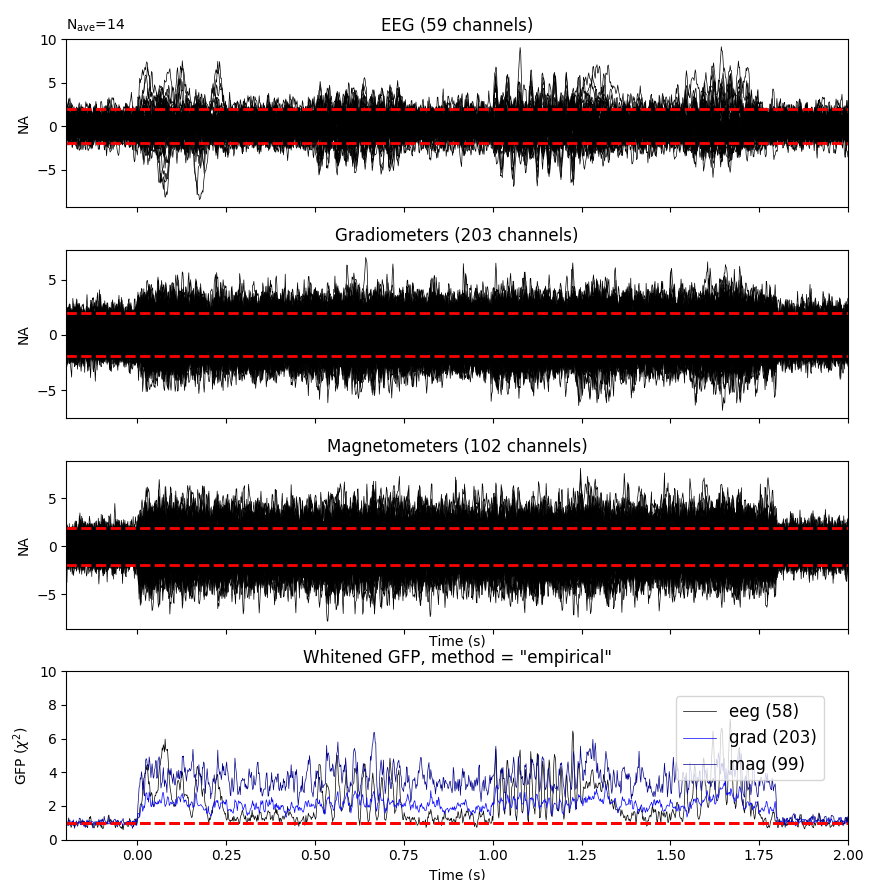 N_ave=14
EEG (59 channels)
10
5
0
−5
NA
Gradiometers (203 channels)
5
0
−5
NA
Magnetometers (102 channels)
5
0
−5
NA
Time (s)
Whitened GFP, method = "empirical"
10
8
6
4
2
0
GFP (χ²)
eeg (58)
grad (203)
mag (99)
0.00 0.25 0.50 0.75 1.00 1.25 1.50 1.75 2.00
Time (s)